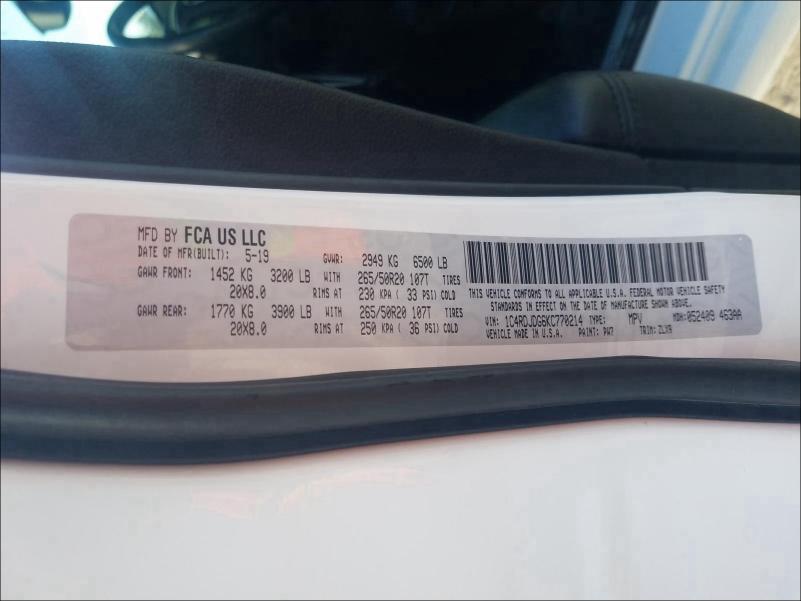 MFD BY FCA US LLC
DATE OF MFR(BUILT): 5-19 GVWR: 2949 KG 6500 LB
GAWR FRONT: 1452 KG 3200 LB WITH 265/50R20 107T TIRES
20X8.0 RIMS AT 230 KPA ( 33 PSI) COLD
GAWR REAR: 1770 KG 3900 LB WITH 265/50R20 107T TIRES
20X8.0 RIMS AT 250 KPA ( 36 PSI) COLD
THIS VEHICLE CONFORMS TO ALL APPLICABLE U.S.A. FEDERAL MOTOR VEHICLE SAFETY
STANDARDS IN EFFECT ON THE DATE OF MANUFACTURE SHOWN ABOVE.
VIN: 1C4RDJDG6KC770214 TYPE: MPV MDH: 052409 463AA
VEHICLE MADE IN U.S.A. PAINT: PW7 TRIM: ZLX9